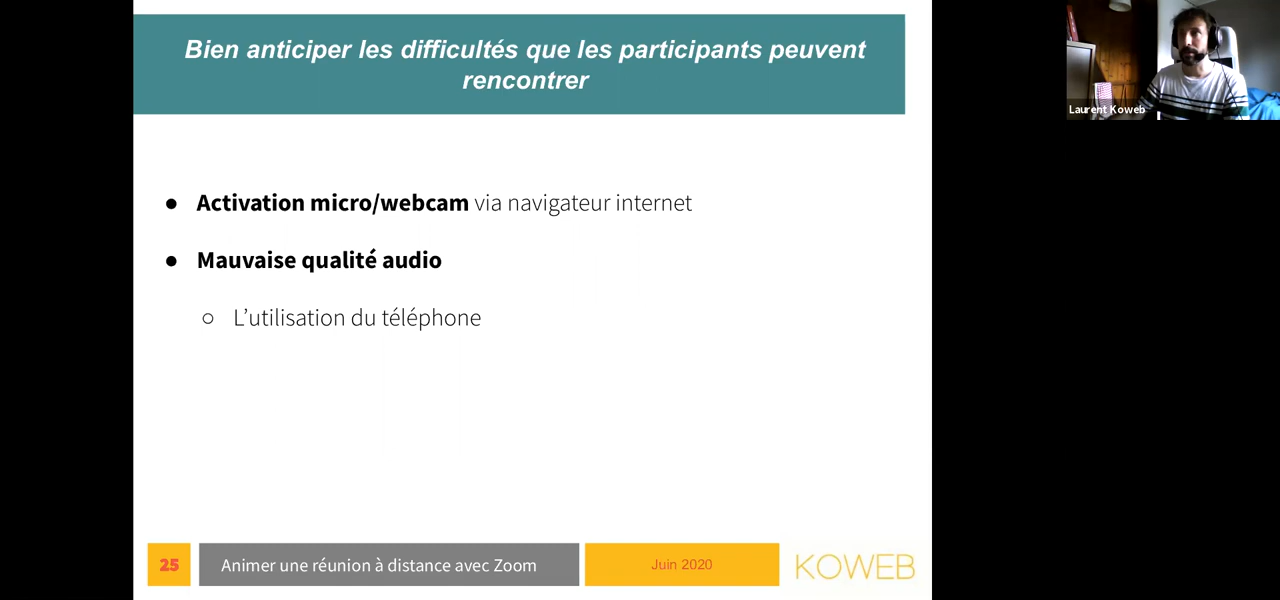 Bien anticiper les difficultés que les participants peuvent
rencontrer
Laurent Koweb
● Activation micro/webcam via navigateur internet
● Mauvaise qualité audio
○ L’utilisation du téléphone
25
Animer une réunion à distance avec Zoom
Juin 2020
KOWEB